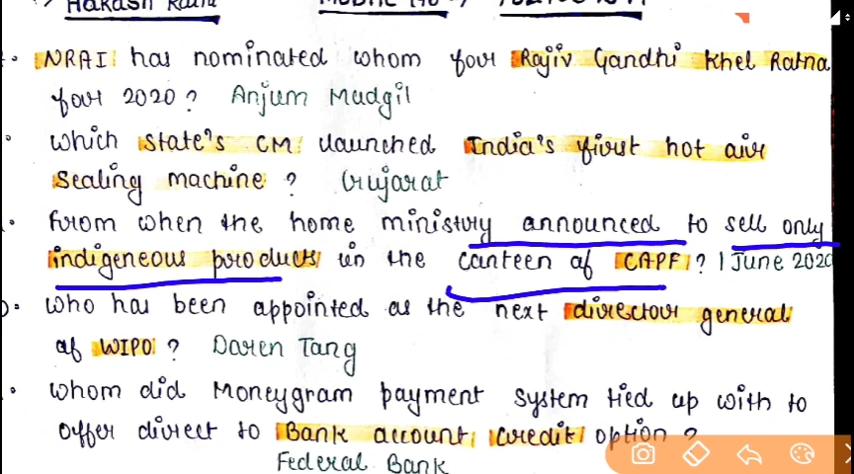 NRAI has nominated whom for Rajiv Gandhi Khel Ratna
for 2020? Anjum Mudgil
Which state's CM launched India's first hot air
Sealing machine ? Gujarat
From when the home ministry announced to sell only
indigeneous products in the canteen of CAPF? 1 June 2020
Who has been appointed as the next director general
of WIPO ? Daren Tang
Whom did Moneygram payment system tied up with to
offer direct to Bank account credit option ?
Federal Bank